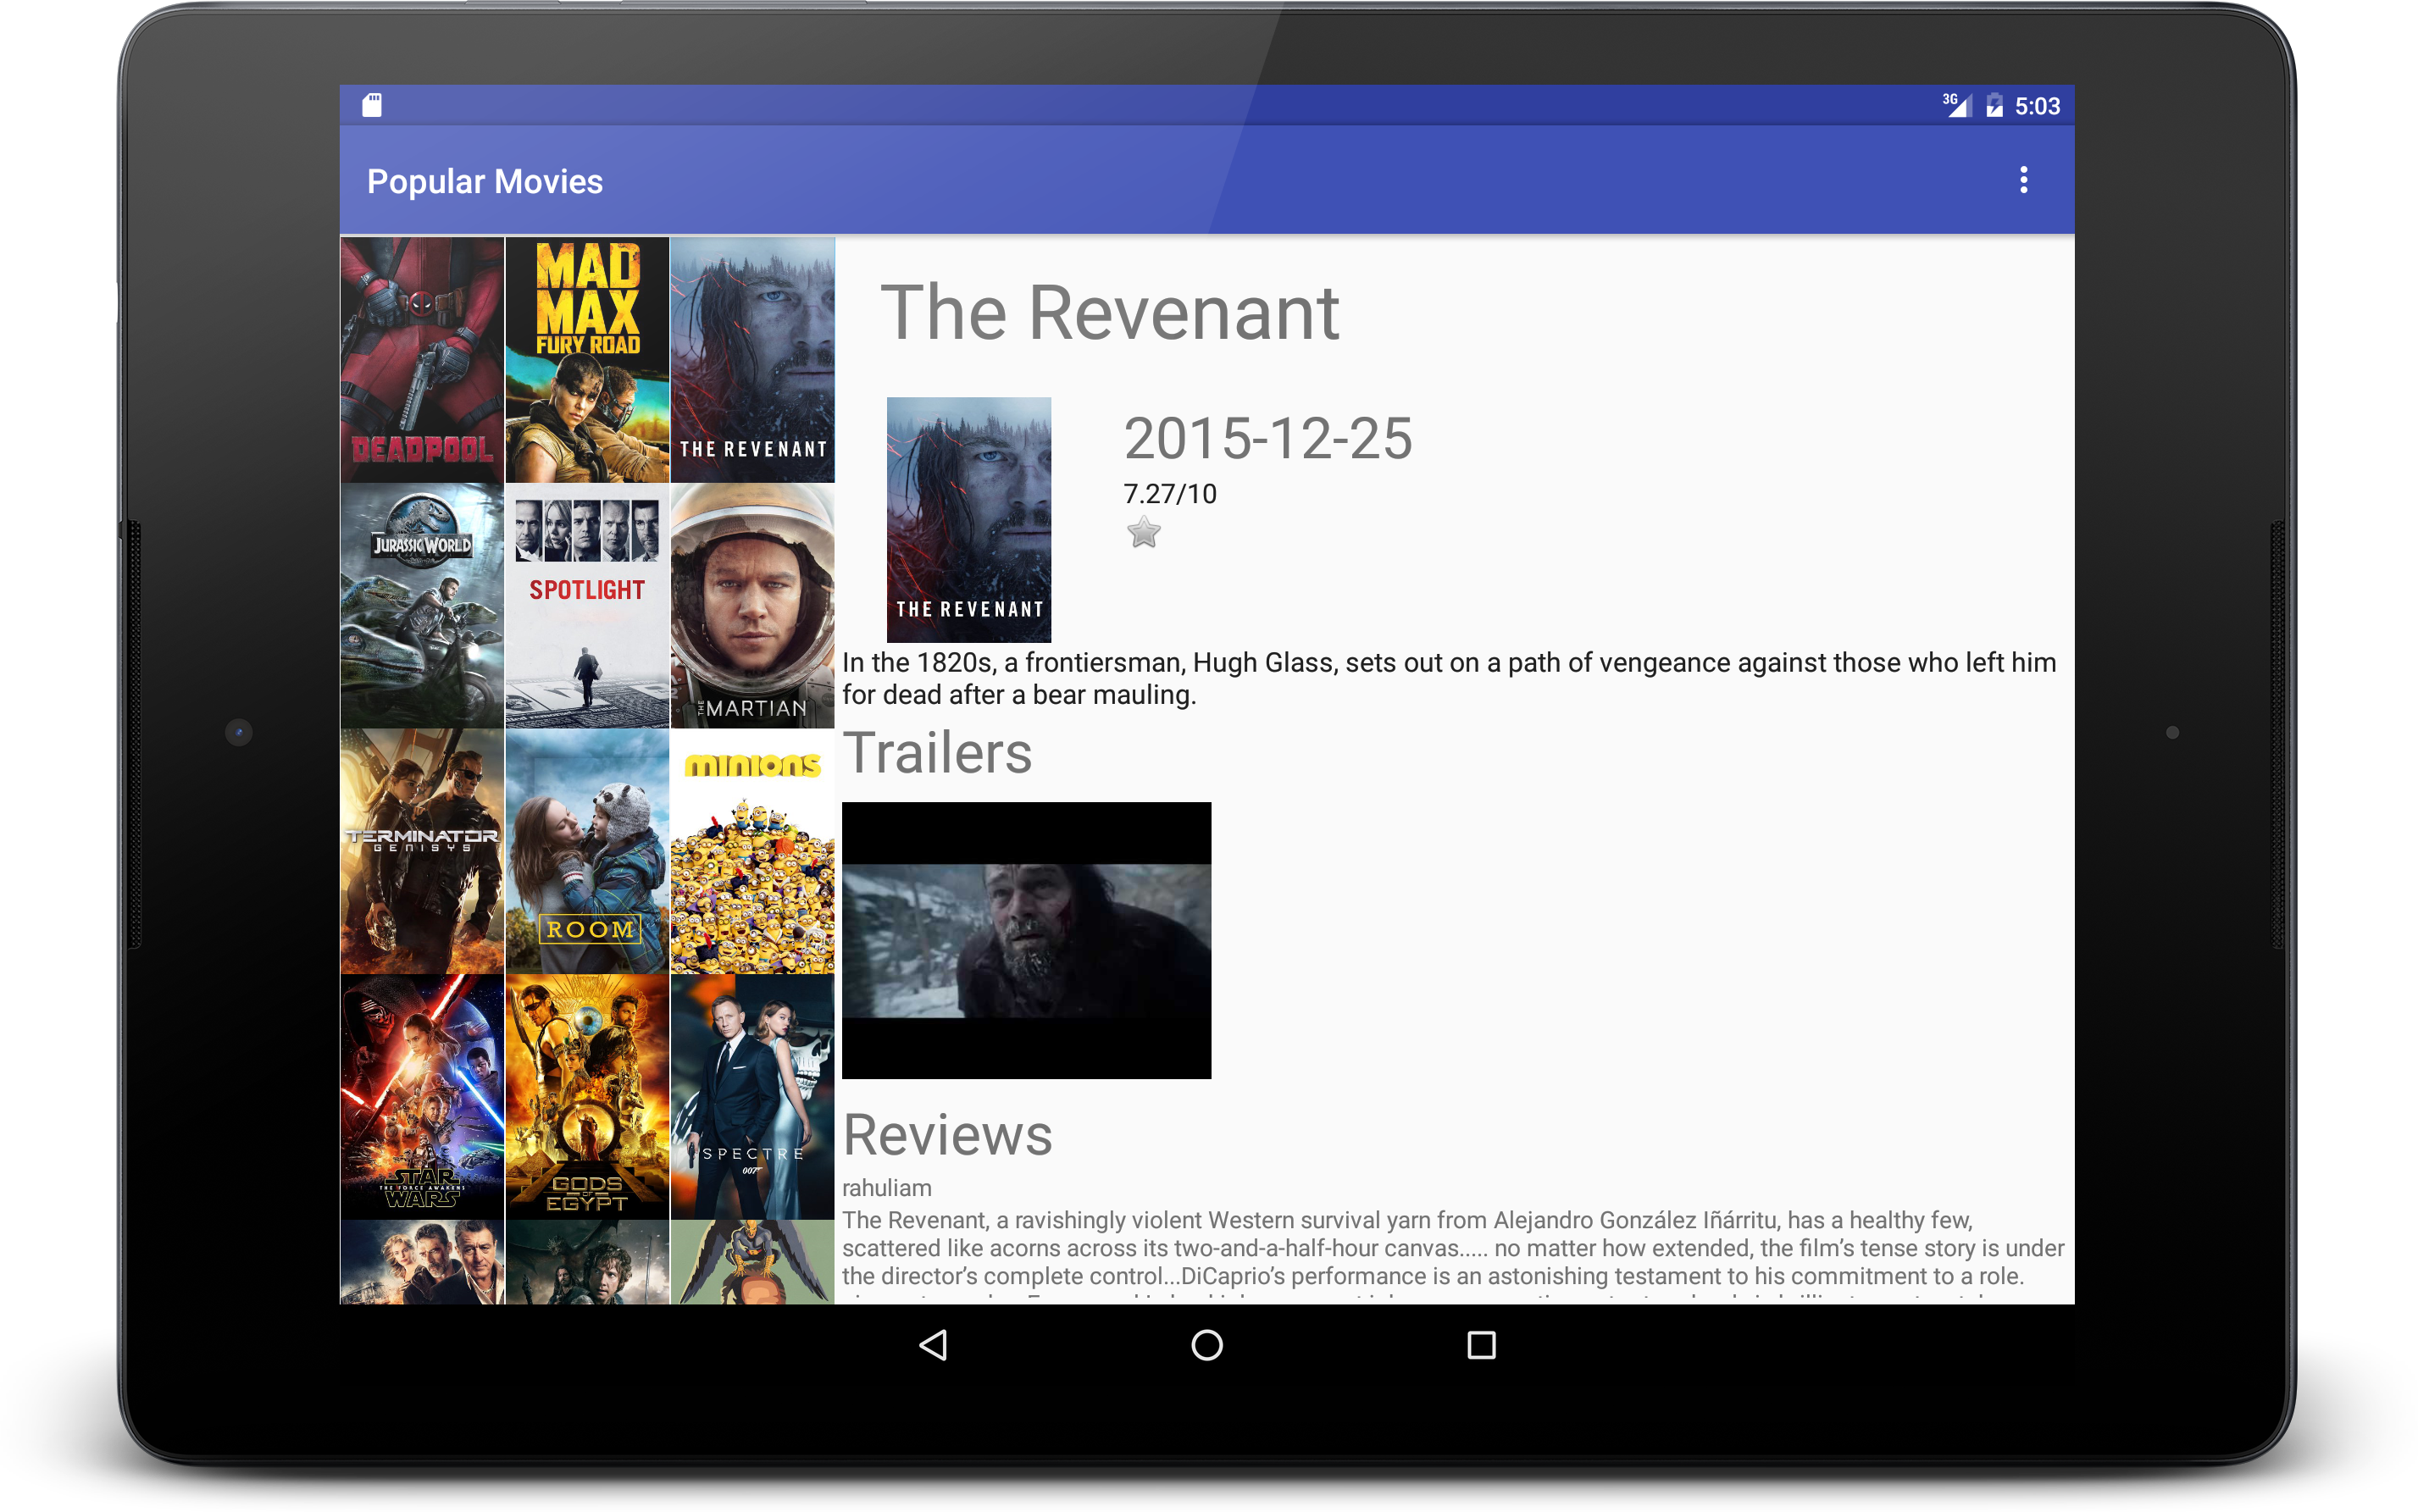 3G 5:03
Popular Movies
DEADPOOL
MAD
MAX
FURY ROAD
THE REVENANT
JURASSIC WORLD
SPOTLIGHT
THE MARTIAN
TERMINATOR
GENISYS
ROOM
MINIONS
STAR
THE FORCE AWAKENS
WARS
GODS
OF
EGYPT
SPECTRE
007
The Revenant
THE REVENANT
2015-12-25
7.27/10
In the 1820s, a frontiersman, Hugh Glass, sets out on a path of vengeance against those who left him
for dead after a bear mauling.
Trailers
Reviews
rahuliam
The Revenant, a ravishingly violent Western survival yarn from Alejandro González Iñárritu, has a healthy few,
scattered like acorns across its two-and-a-half-hour canvas..... no matter how extended, the film’s tense story is under
the director’s complete control...DiCaprio’s performance is an astonishing testament to his commitment to a role.